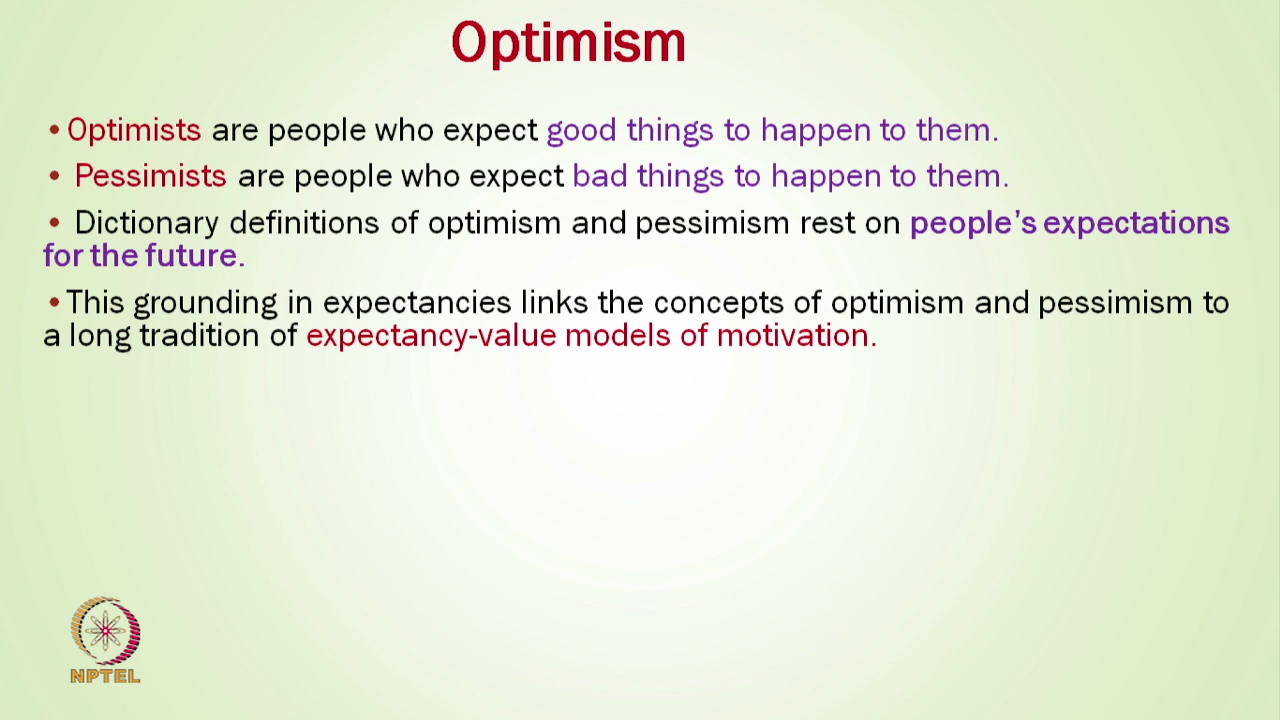 Optimism
•Optimists are people who expect good things to happen to them.
• Pessimists are people who expect bad things to happen to them.
• Dictionary definitions of optimism and pessimism rest on people's expectations
for the future.
•This grounding in expectancies links the concepts of optimism and pessimism to
a long tradition of expectancy-value models of motivation.
NPTEL